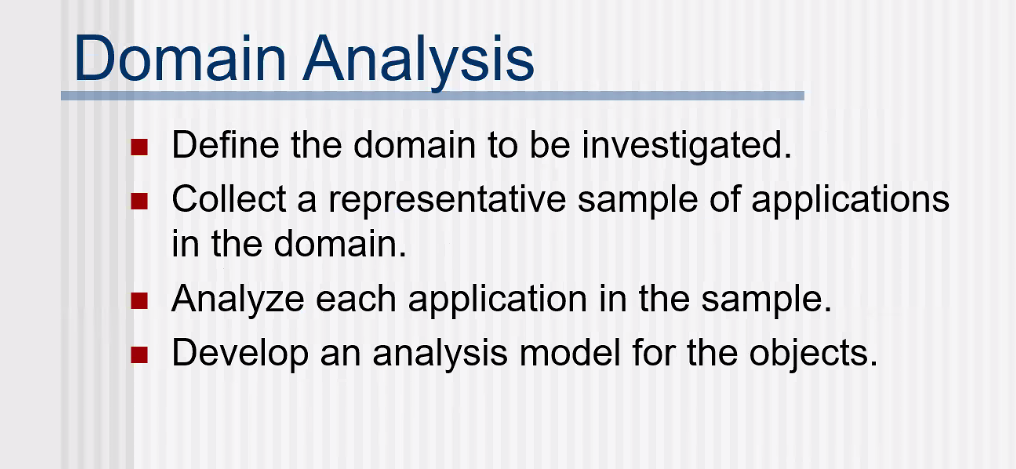 Domain Analysis
Define the domain to be investigated.
Collect a representative sample of applications
in the domain.
Analyze each application in the sample.
Develop an analysis model for the objects.